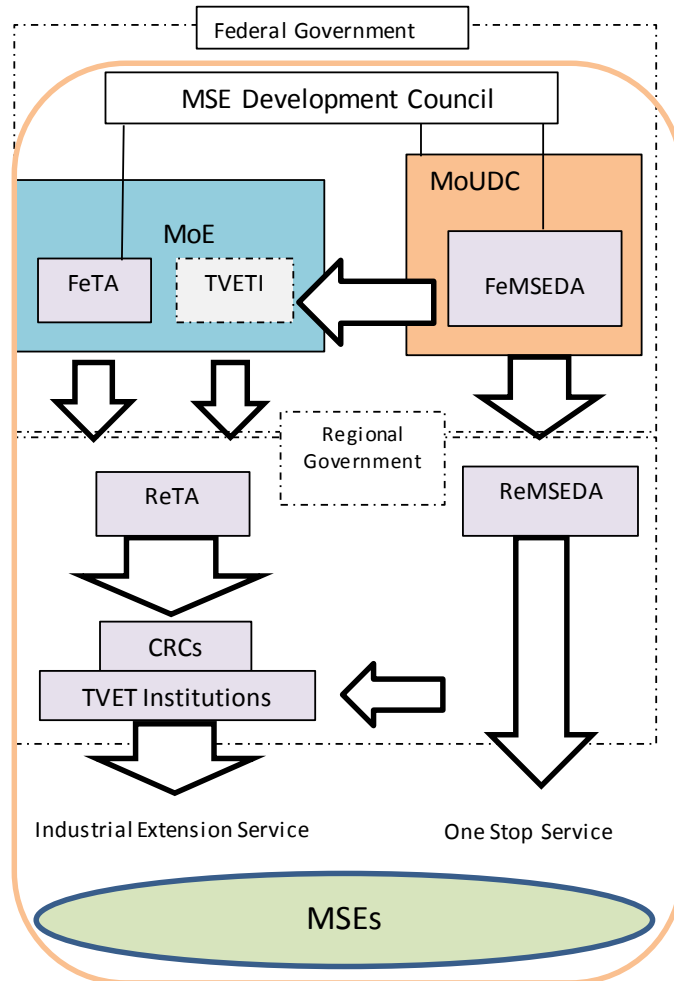 Federal Government
MSE Development Council
MoUDC
MoE
FeTA
TVETI
FeMSEDA
Regional
Government
ReTA
ReMSEDA
CRCs
TVET Institutions
Industrial Extension Service
One Stop Service
MSEs